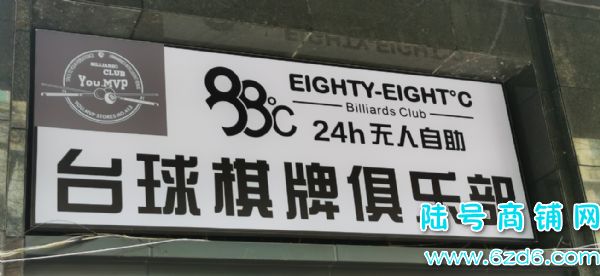 BILLIARDS
CLUB
You MVP
88°C
EIGHTY-EIGHT°C
Billiards Club
24h无人自助
台球棋牌俱乐部
陆号商铺网
www.6zd6.com